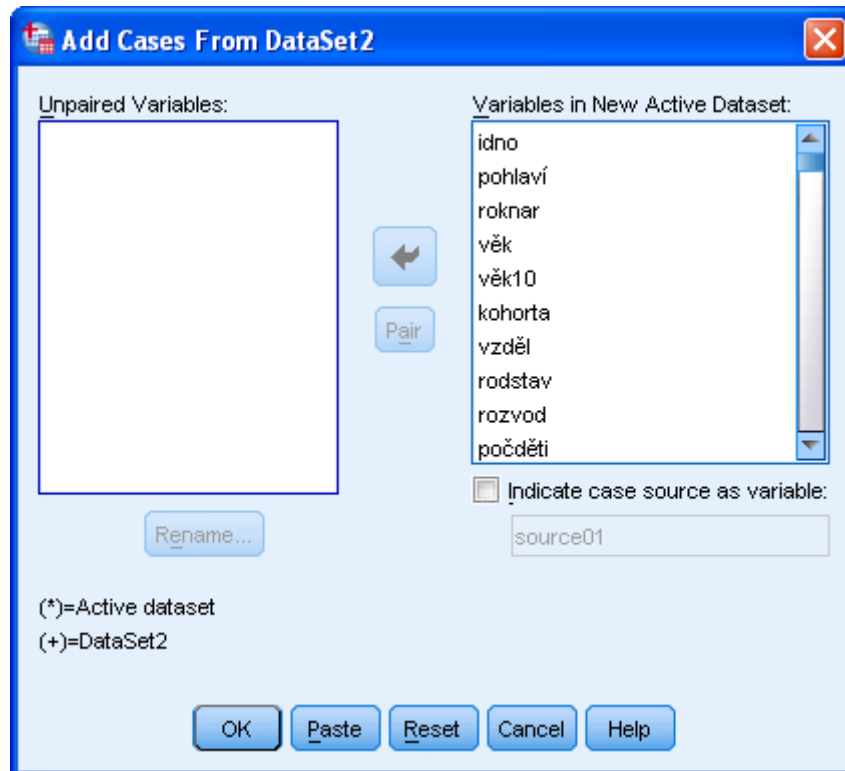 Add Cases From DataSet2
Unpaired Variables:
Variables in New Active Dataset:
idno
pohlaví
roknar
věk
věk10
kohorta
vzděl
rodstav
rozvod
počděti
Pair
Indicate case source as variable:
Rename...
source01
(*)=Active dataset
(+)=DataSet2
OK
Paste
Reset
Cancel
Help